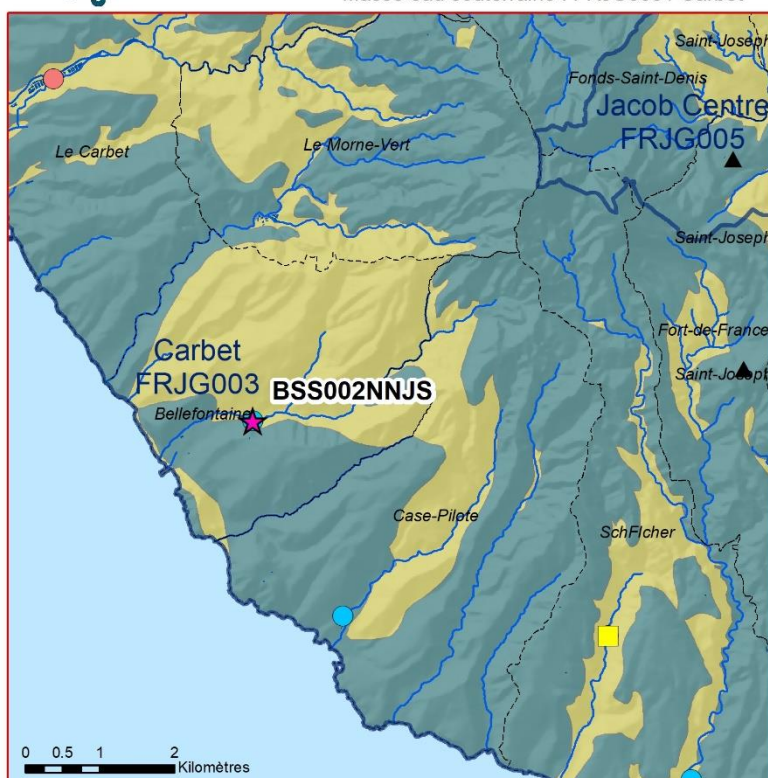 Saint-Joseph
Fonds-Saint-Denis
Jacob Centre
FRJG005
Le Carbet
Le Morne-Vert
Saint-Joseph
Fort-de-France
Saint-Joseph
Carbet
FRJG003
BSS002NNJS
Bellefontaine
Case-Pilote
SchFlcher
0 0.5 1 2
Kilomètres